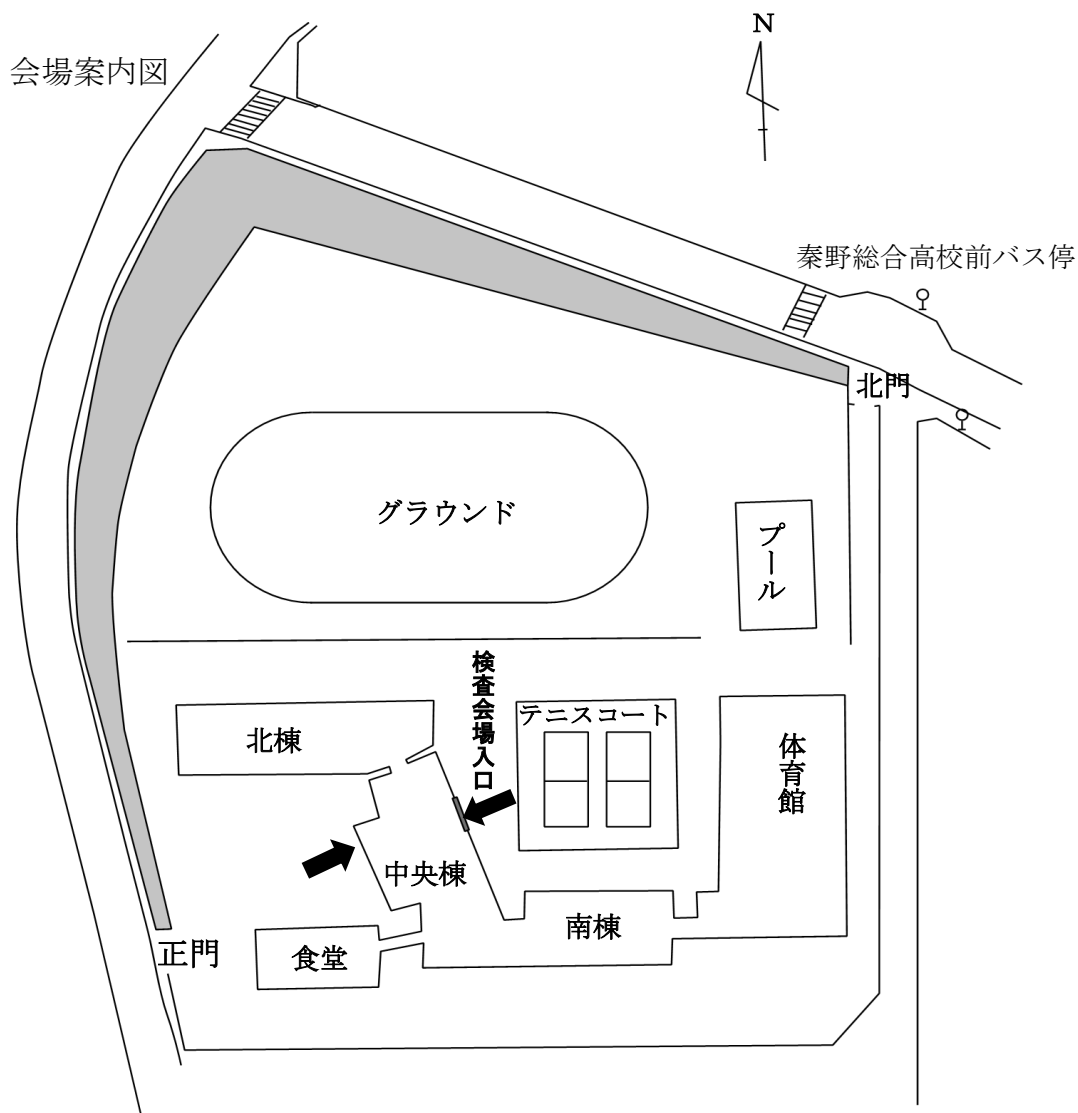 N
会場案内図
秦野総合高校前バス停
北門
グラウンド
プール
検査会場入口
テニスコート
北棟
体育館
中央棟
南棟
正門
食堂